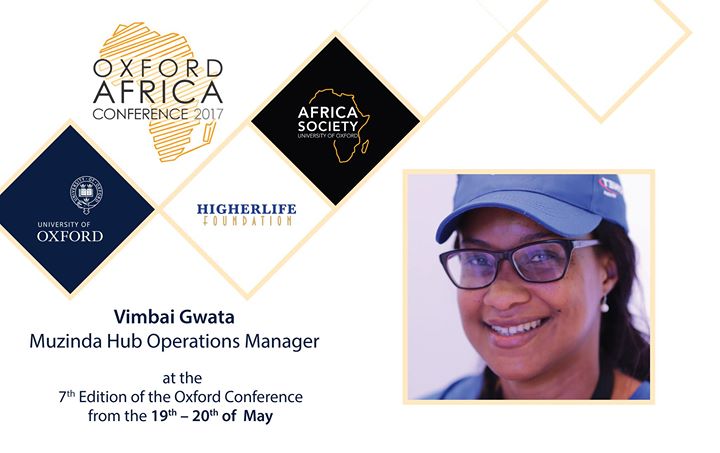 OXFORD
AFRICA
CONFERENCE 2017
AFRICA
SOCIETY
UNIVERSITY OF OXFORD
UNIVERSITY OF
OXFORD
HIGHERLIFE
FOUNDATION
Vimbai Gwata
Muzinda Hub Operations Manager
at the
7th Edition of the Oxford Conference
from the 19th – 20th of May